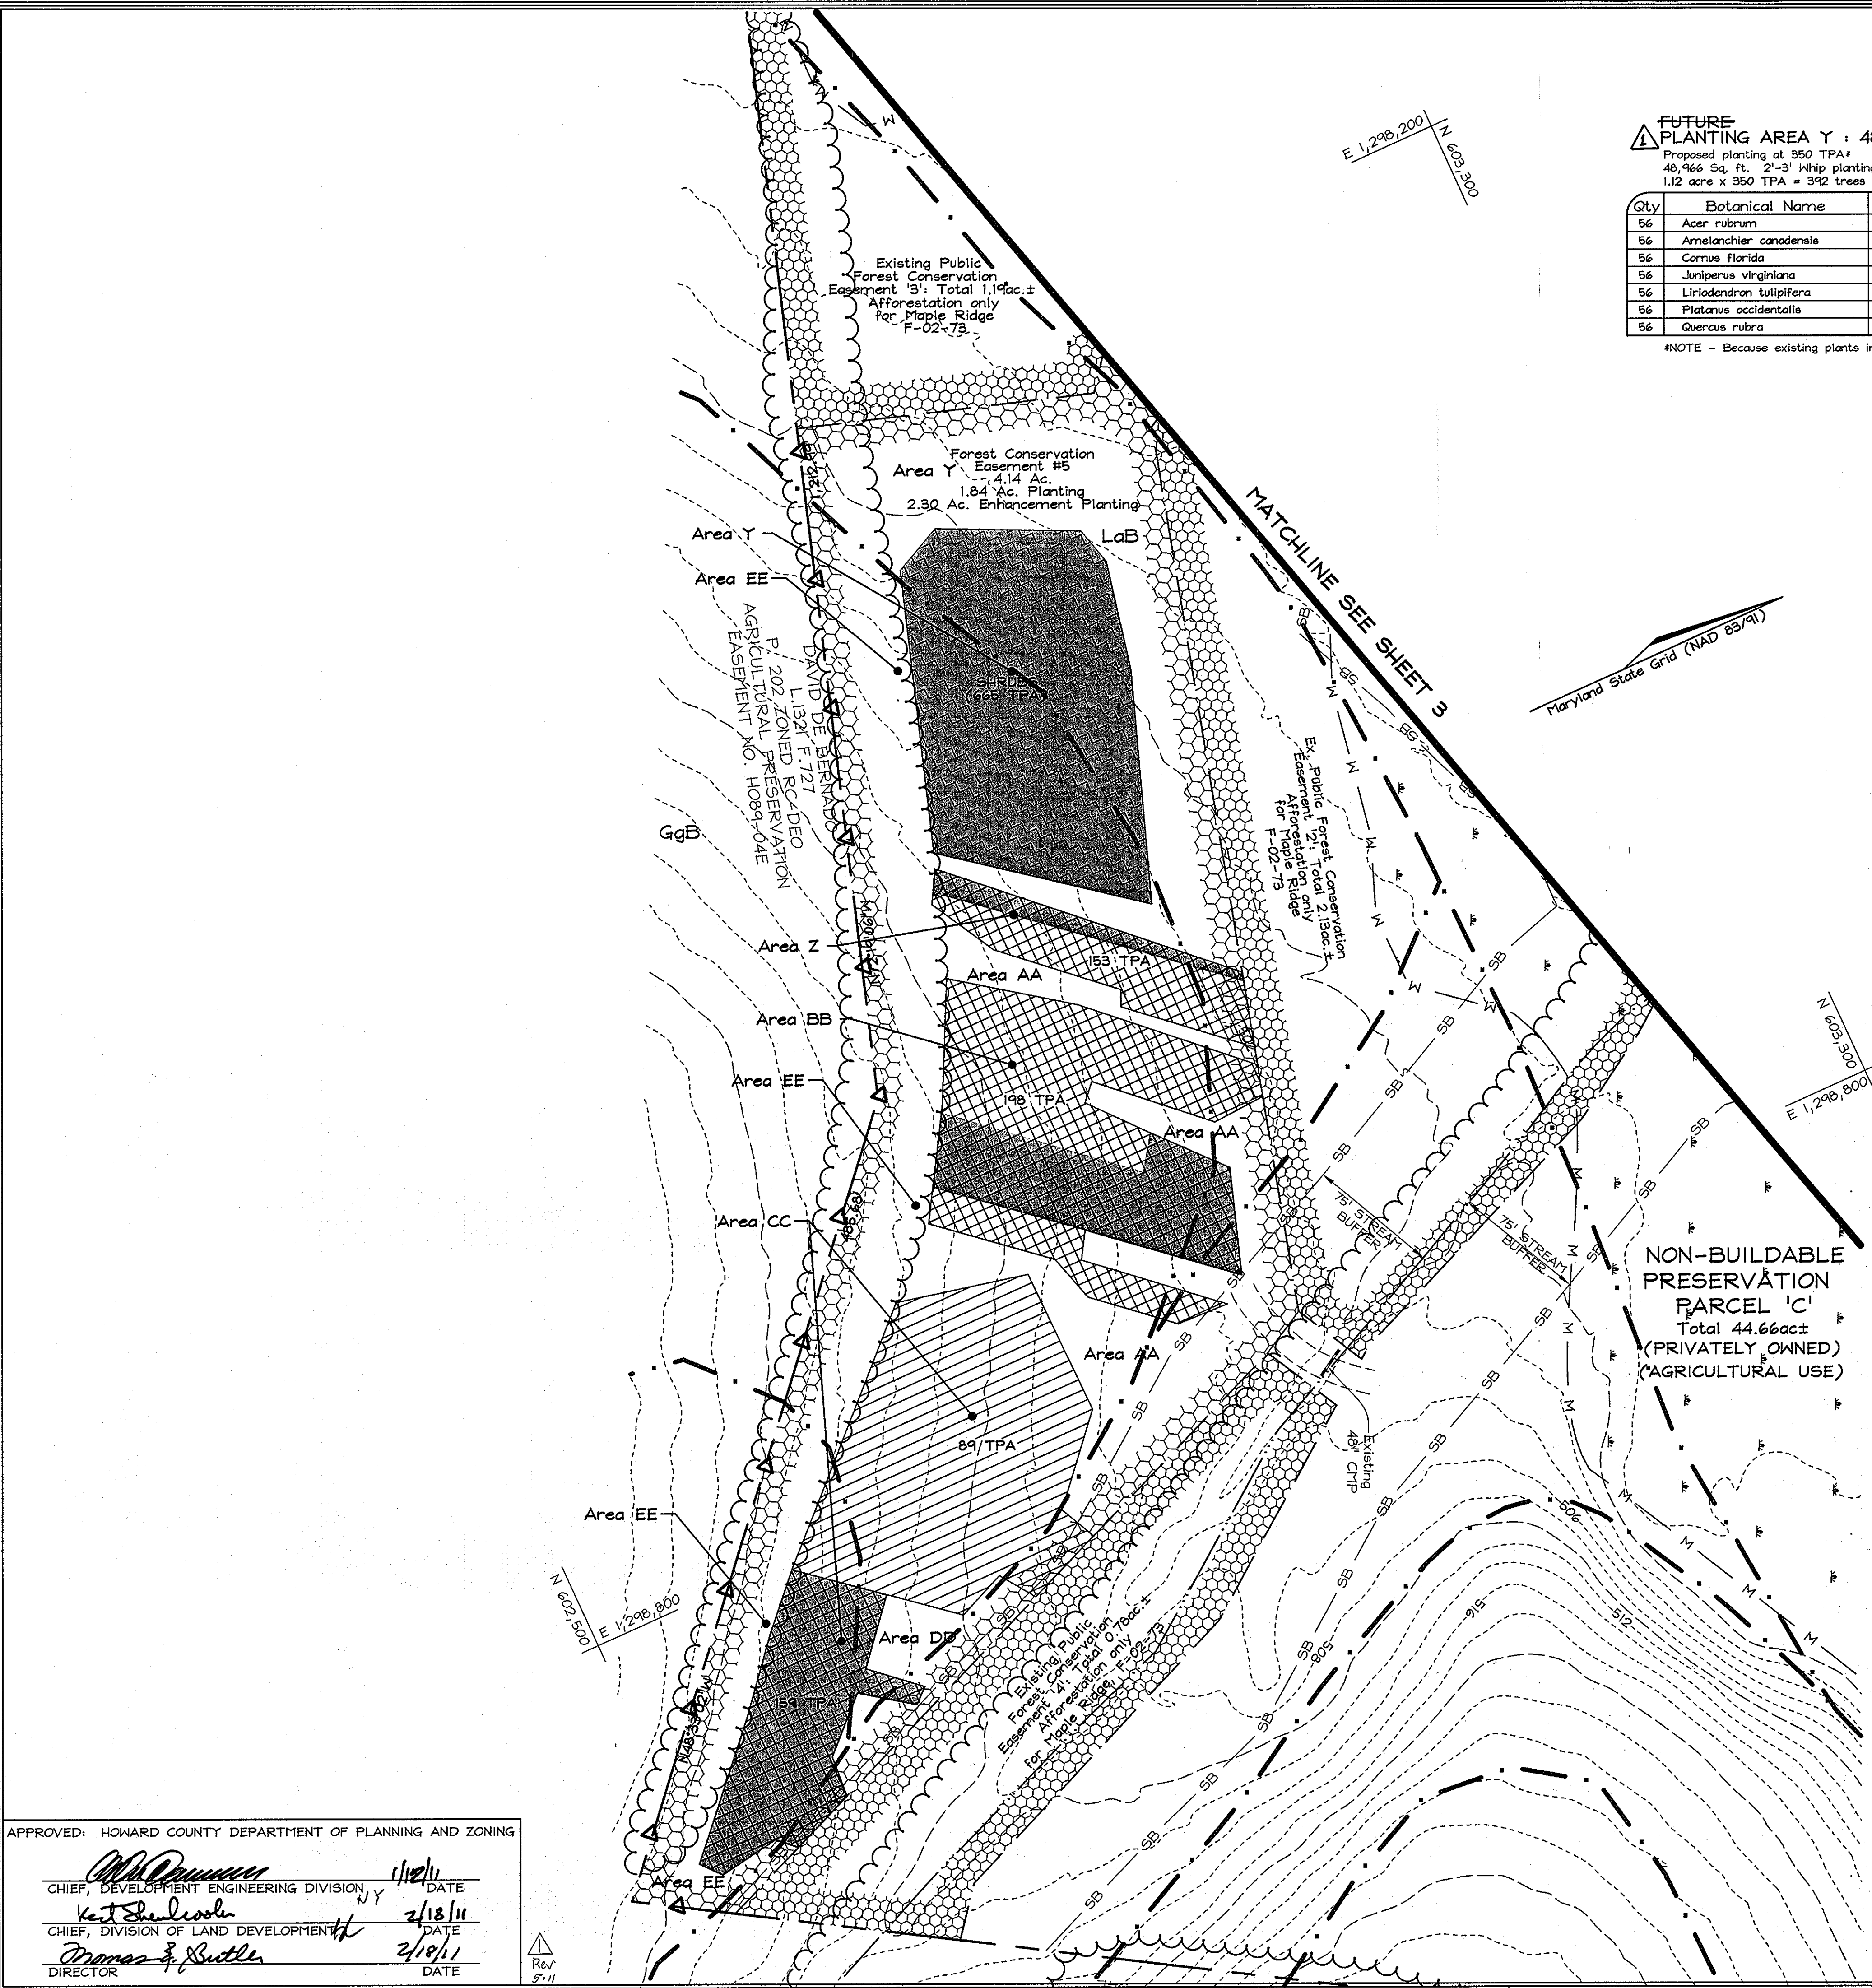 E 1,298,200
N 603,300
FUTURE
1 PLANTING AREA Y : 4
Proposed planting at 350 TPA*
48,966 Sq. ft. 2'-3' Whip planting
1.12 acre x 350 TPA = 392 trees
Qty Botanical Name
56 Acer rubrum
56 Amelanchier canadensis
56 Cornus florida
56 Juniperus virginiana
56 Liriodendron tulipifera
56 Platanus occidentalis
56 Quercus rubra
*NOTE - Because existing plants
Existing Public
Forest Conservation
Easement '3': Total 1.19ac.±
Afforestation only
for Maple Ridge
F-02-73
Area Y
Forest Conservation
Easement #5
4.14 Ac.
1.84 Ac. Planting
2.30 Ac. Enhancement Planting
LaB
Area Y
Area EE
MATCHLINE SEE SHEET 3
Maryland State Grid (NAD 83/91)
SHRUBS
(665 TPA)
DAVID DE BERNADO
L.1321 F.727
P. 202 ZONED RC-DEO
AGRICULTURAL PRESERVATION
EASEMENT NO. HO89-04E
GgB
Ex. Public Forest Conservation
Easement '2': Total 2.13ac.±
Afforestation only
for Maple Ridge
F-02-73
Area Z
153 TPA
Area AA
Area BB
198 TPA
Area EE
Area AA
N 603,300
E 1,298,800
Area CC
75' STREAM
BUFFER
75' STREAM
BUFFER
NON-BUILDABLE
PRESERVATION
PARCEL 'C'
Total 44.66ac±
(PRIVATELY OWNED)
(AGRICULTURAL USE)
Area AA
89 TPA
Existing
48" CMP
Area EE
N 602,500
E 1,298,800
Area DD
159 TPA
Existing Public
Forest Conservation
Easement '4': Total 0.78ac.±
Afforestation only
for Maple Ridge F-02-73
506
508
512
516
N48°33'02"W
Area EE
APPROVED: HOWARD COUNTY DEPARTMENT OF PLANNING AND ZONING
CHIEF, DEVELOPMENT ENGINEERING DIVISION DATE
2/18/11
CHIEF, DIVISION OF LAND DEVELOPMENT DATE
Thomas E. Butler 2/18/11
DIRECTOR DATE
1
Rev
5-11